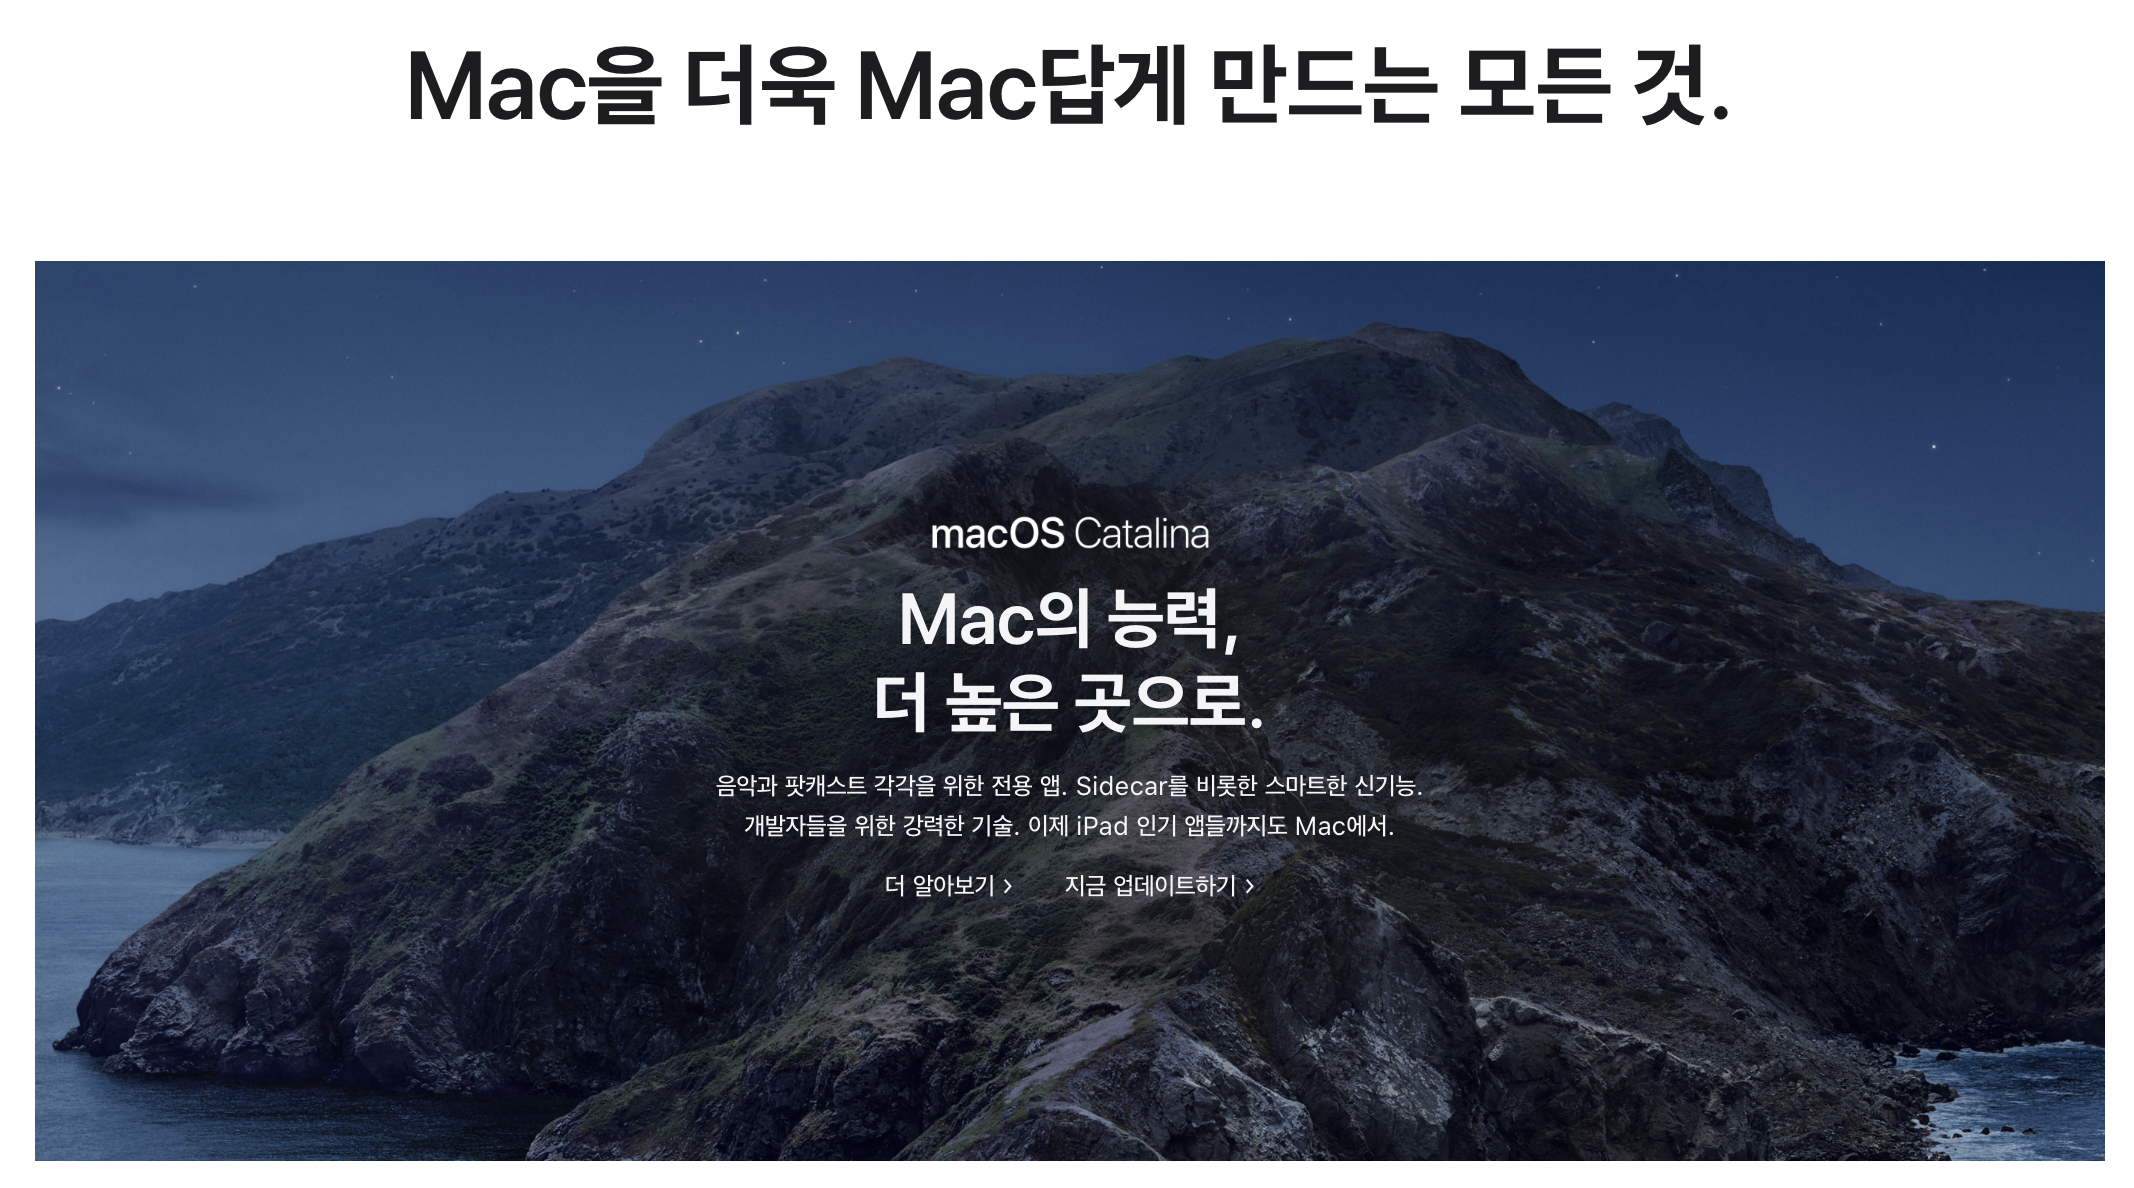 Mac을 더욱 Mac답게 만드는 모든 것.
macOS Catalina
Mac의 능력,
더 높은 곳으로.
음악과 팟캐스트 각각을 위한 전용 앱. Sidecar를 비롯한 스마트한 신기능.
개발자들을 위한 강력한 기술. 이제 iPad 인기 앱들까지도 Mac에서.
더 알아보기 > 지금 업데이트하기 >